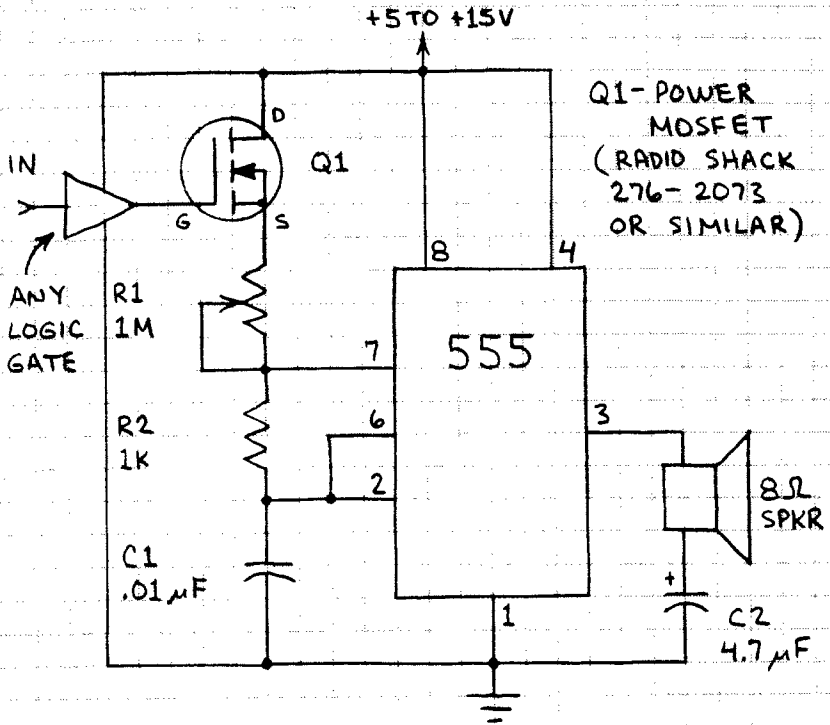 +5 TO +15V
Q1-POWER
MOSFET
(RADIO SHACK
276-2073
OR SIMILAR)
D
Q1
IN
G
S
8
4
ANY
LOGIC
GATE
R1
1M
7
555
R2
1K
6
3
2
8Ω
SPKR
C1
.01µF
+
1
C2
4.7µF